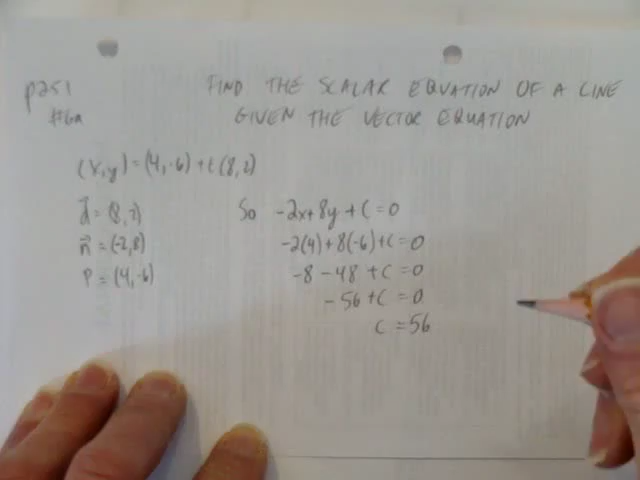 p251 FIND THE SCALAR EQUATION OF A LINE
#6a GIVEN THE VECTOR EQUATION
(x,y) = (4,-6) + t(8,2)
d⃗ = (8,2) So -2x+8y+C=0
n⃗ = (-2,8) -2(4)+8(-6)+C=0
P = (4,-6) -8-48+C=0
-56+C=0
C=56